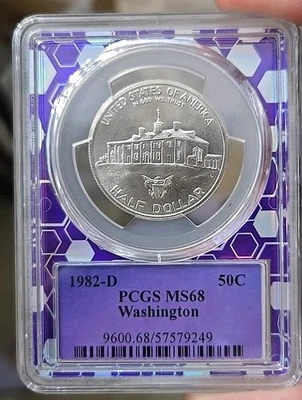 UNITED STATES OF AMERICA
IN GOD WE TRUST
HALF DOLLAR
1982-D 50C
PCGS MS68
Washington
9600.68/57579249